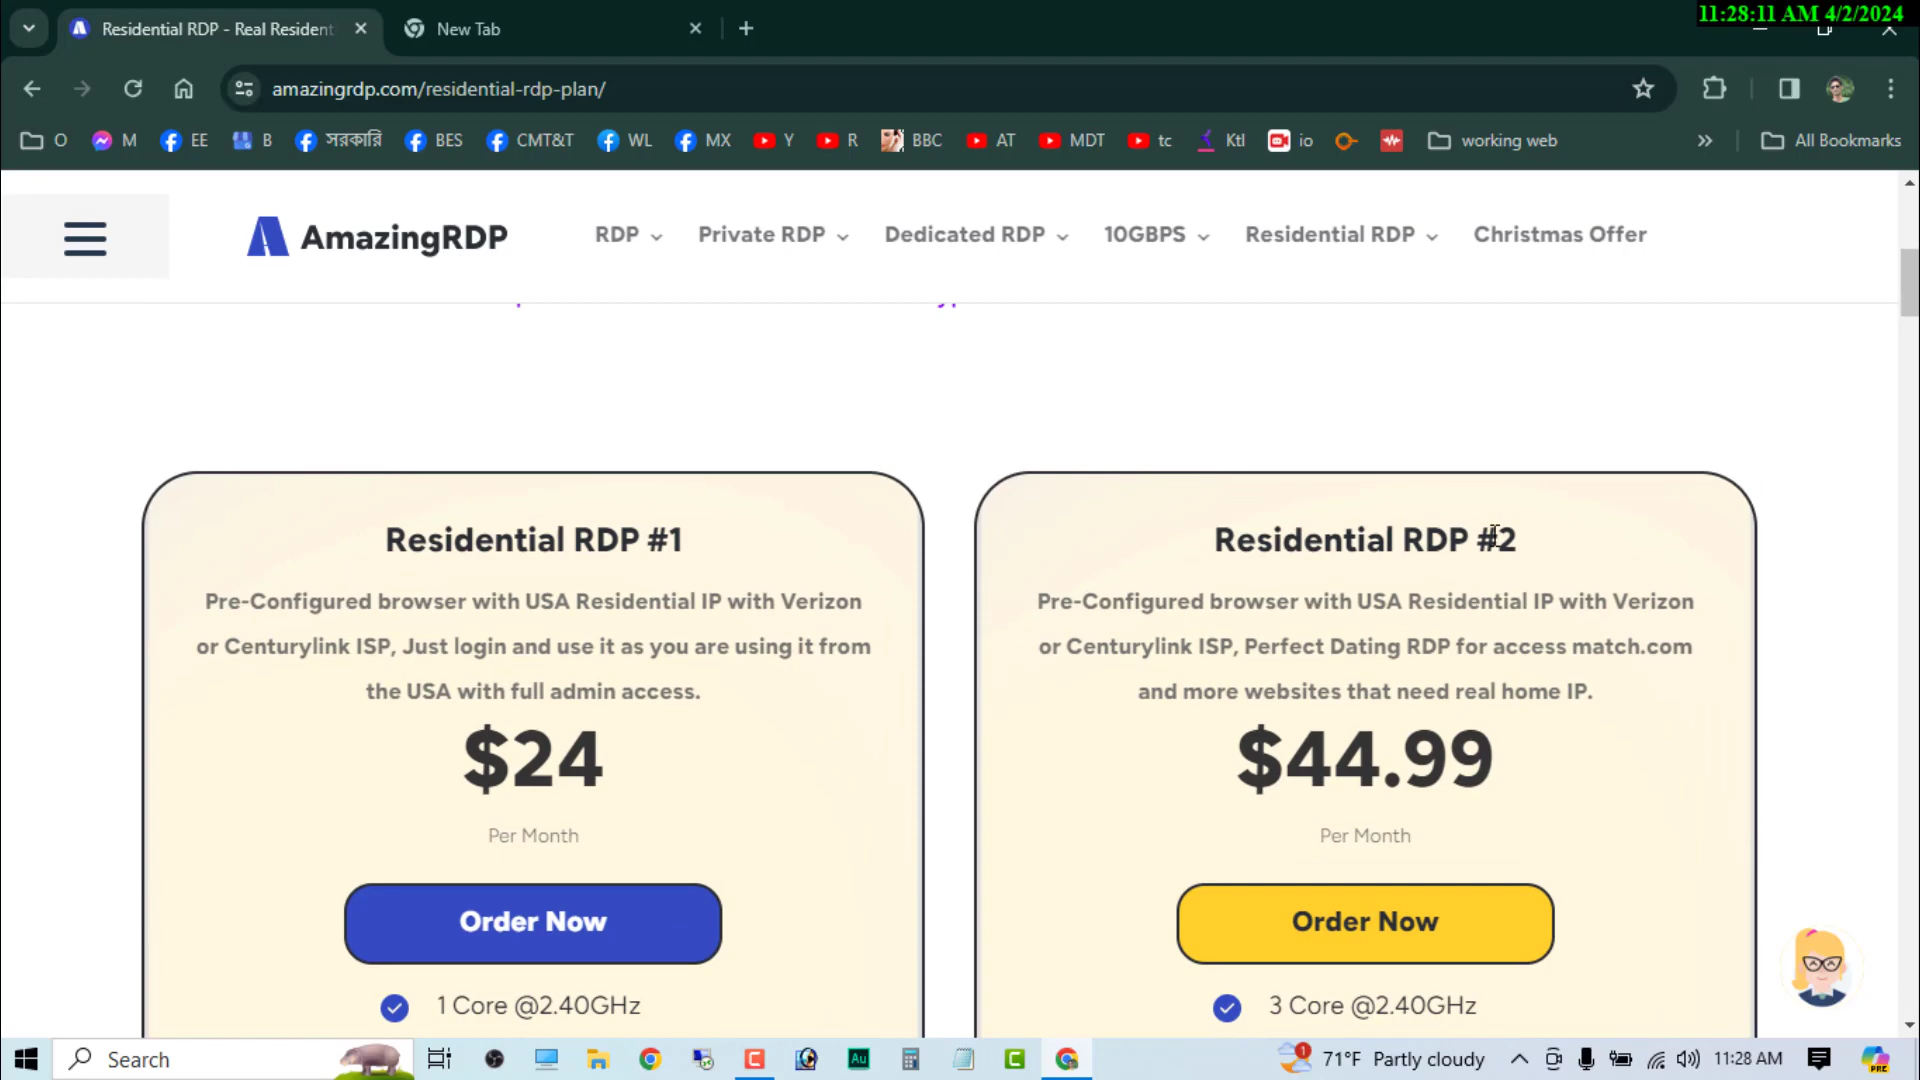 11:28:11 AM 4/2/2024
Residential RDP - Real Resident
New Tab
amazingrdp.com/residential-rdp-plan/
O M EE B সরকারি BES CMT&T WL MX Y R BBC AT MDT tc Ktl io working web » All Bookmarks
AmazingRDP RDP Private RDP Dedicated RDP 10GBPS Residential RDP Christmas Offer
Residential RDP #1
Pre-Configured browser with USA Residential IP with Verizon
or Centurylink ISP, Just login and use it as you are using it from
the USA with full admin access.
$24
Per Month
Order Now
1 Core @2.40GHz
Residential RDP #2
Pre-Configured browser with USA Residential IP with Verizon
or Centurylink ISP, Perfect Dating RDP for access match.com
and more websites that need real home IP.
$44.99
Per Month
Order Now
3 Core @2.40GHz
Search
Au
1
71°F Partly cloudy
11:28 AM
PRE